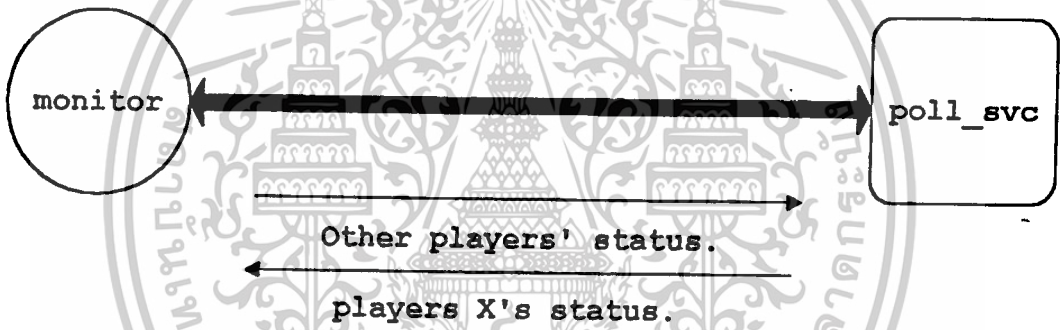 monitor
poll_svc
Other players' status.
players X's status.